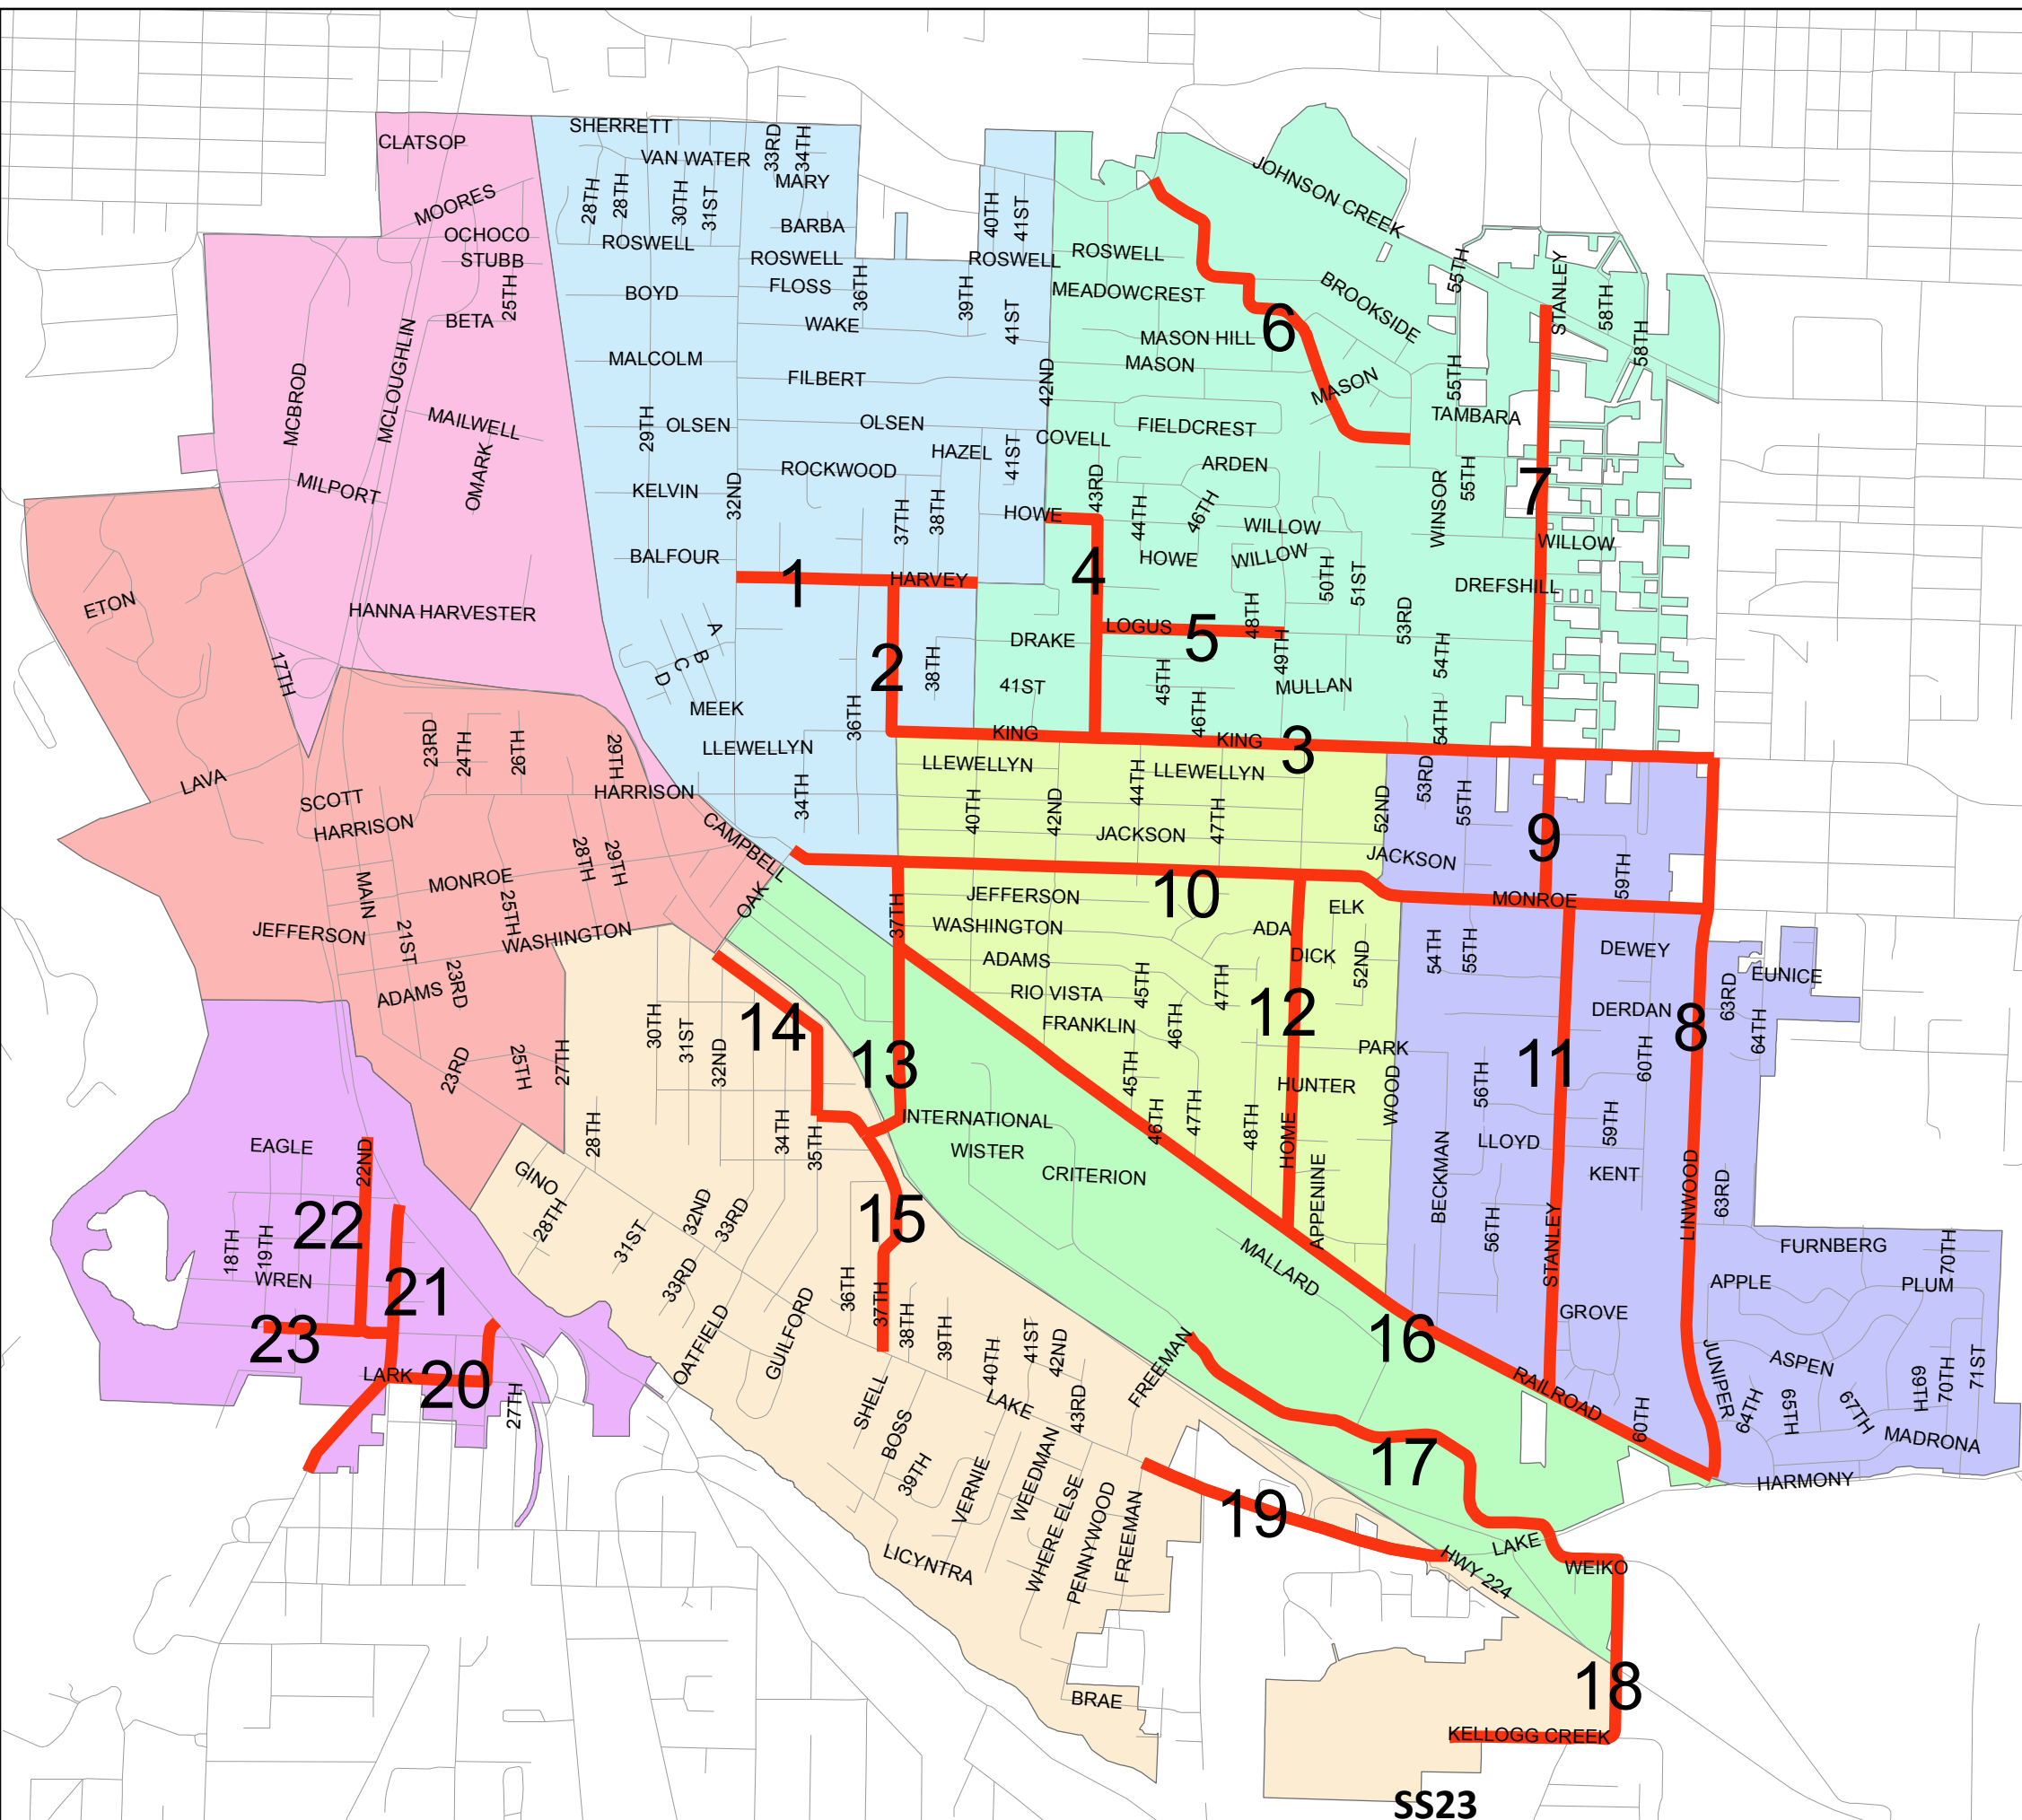 SHERRETT
CLATSOP
VAN WATER
33RD
34TH
MARY
28TH
28TH
30TH
31ST
MOORES
OCHOCO
STUBB
25TH
BETA
BARBA
ROSWELL
ROSWELL
40TH
41ST
ROSWELL
ROSWELL
JOHNSON CREEK
BOYD
FLOSS
36TH
39TH
41ST
WAKE
MEADOWCREST
MASON HILL
MASON
6
BROOKSIDE
MASON
55TH
STANLEY
58TH
58TH
55TH
TAMBARA
MCBROD
MCLOUGHLIN
MALCOLM
FILBERT
42ND
MAILWELL
29TH
OLSEN
OLSEN
HAZEL
41ST
COVELL
FIELDCREST
ARDEN
MILPORT
OMARK
ROCKWOOD
KELVIN
32ND
37TH
38TH
HOWE
43RD
44TH
46TH
WILLOW
HOWE
WILLOW
50TH
51ST
WINSOR
55TH
7
WILLOW
DREFSHILL
BALFOUR
1
HARVEY
4
ETON
HANNA HARVESTER
17TH
A
B
C
D
MEEK
2
38TH
36TH
DRAKE
41ST
LOGUS
5
48TH
49TH
45TH
46TH
MULLAN
53RD
54TH
54TH
23RD
24TH
26TH
29TH
LLEWELLYN
34TH
KING
KING
3
LLEWELLYN
LLEWELLYN
44TH
40TH
42ND
47TH
JACKSON
52ND
53RD
55TH
JACKSON
9
59TH
LAVA
SCOTT
HARRISON
HARRISON
CAMPBELL
OAK
MONROE
MAIN
28TH
29TH
25TH
JEFFERSON
21ST
WASHINGTON
ADAMS
23RD
23RD
25TH
27TH
10
JEFFERSON
WASHINGTON
37TH
ADAMS
RIO VISTA
FRANKLIN
45TH
46TH
47TH
ADA
ELK
DICK
52ND
12
MONROE
54TH
55TH
DEWEY
DERDAN
8
63RD
EUNICE
64TH
14
13
30TH
31ST
32ND
34TH
35TH
28TH
INTERNATIONAL
WISTER
CRITERION
45TH
46TH
47TH
48TH
HOME
HUNTER
PARK
WOOD
APPENINE
BECKMAN
56TH
11
60TH
59TH
LLOYD
KENT
56TH
STANLEY
LINWOOD
63RD
EAGLE
22ND
22
18TH
19TH
WREN
21
23
LARK
20
27TH
GINO
28TH
31ST
32ND
33RD
33RD
15
36TH
37TH
38TH
39TH
OATFIELD
GUILFORD
MALLARD
16
GROVE
FURNBERG
70TH
APPLE
PLUM
ASPEN
JUNIPER
64TH
65TH
67TH
69TH
70TH
71ST
MADRONA
HARMONY
RAILROAD
60TH
SHELL
BOSS
39TH
40TH
41ST
42ND
LAKE
43RD
FREEMAN
VERNIE
WEEDMAN
WHERE ELSE
PENNYWOOD
FREEMAN
LICYNTRA
17
19
LAKE
HWY 224
WEIKO
18
BRAE
KELLOGG CREEK
SS23